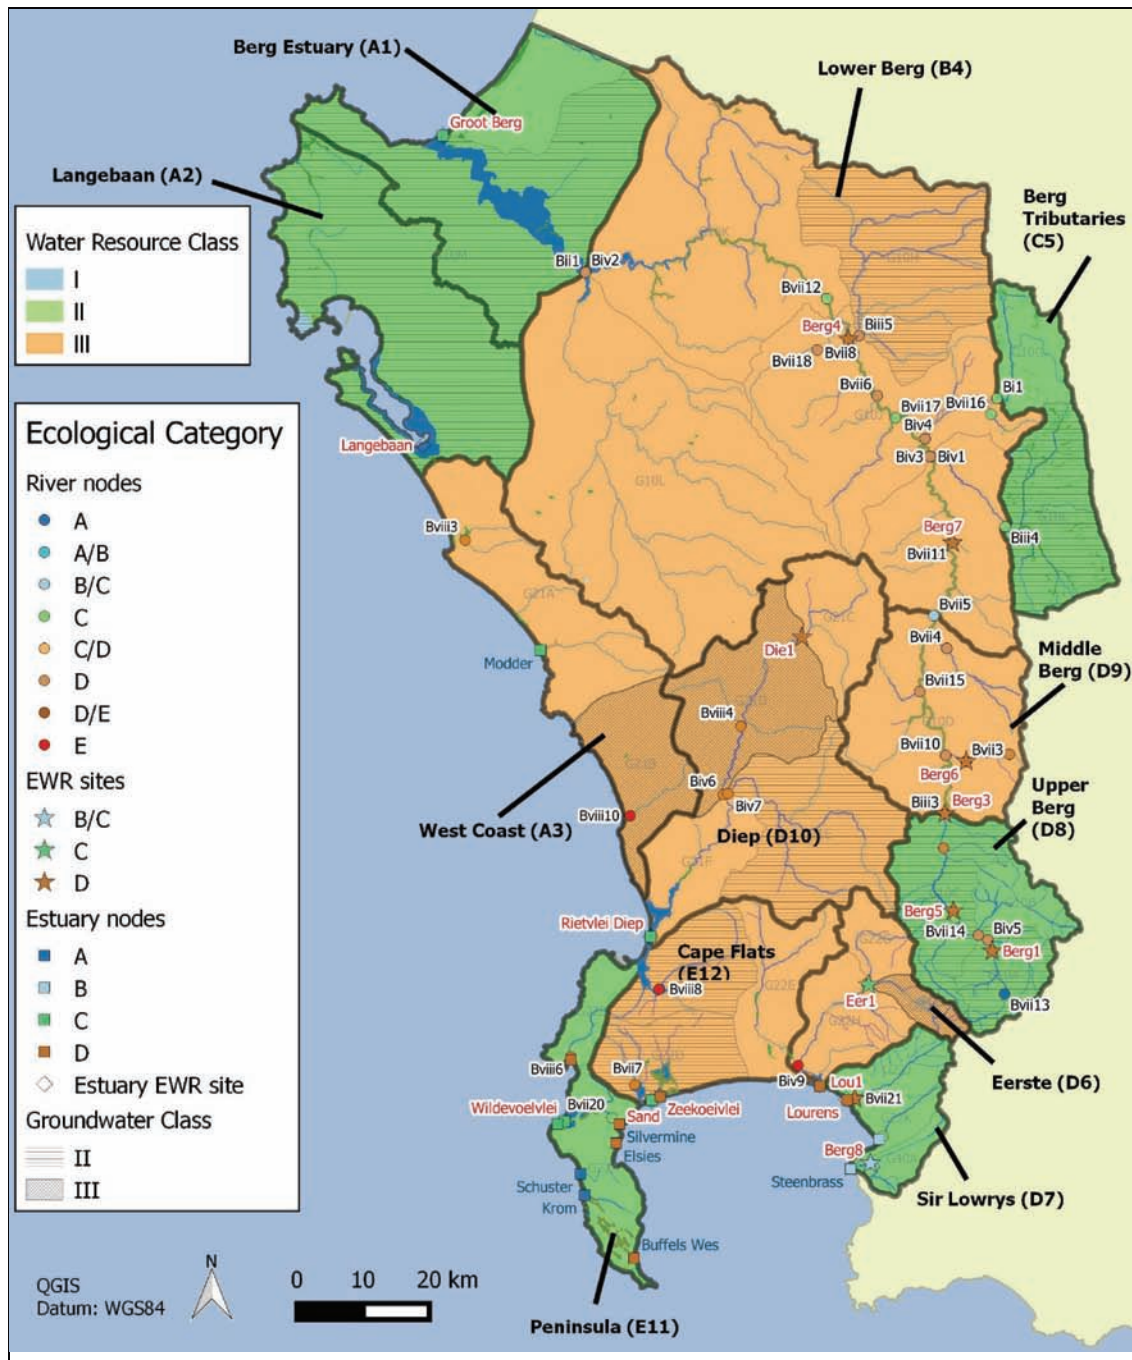 Berg Estuary (A1)
Lower Berg (B4)
Groot Berg
Langebaan (A2)
Berg
Tributaries
(C5)
Water Resource Class
I
II
III
Bii1
Biv2
Bvii12
Berg4
Biii5
Bvii8
Bvii18
Bvii6
Bi1
Bvii16
Bvii17
Biv4
Biv3
Biv1
Langebaan
G10L
Berg7
Bvii11
Biii4
Bviii3
G21A
G21C
Bvii5
Bvii4
Modder
Die1
Middle
Berg (D9)
Bvii15
G10D
Bviii4
Bvii10
Bvii3
Berg6
Upper
Berg
(D8)
Biv6
Biv7
Biii3
Berg3
Bviii10
West Coast (A3)
Diep (D10)
G21F
Berg5
Bvii14
Biv5
Berg1
Rietvlei Diep
Cape Flats
(E12)
G22E
Bviii8
Eer1
Bvii13
Bviii6
Bvii7
Biv9
Lou1
Bvii21
Eerste (D6)
Wildevoelvlei
Bvii20
Sand
Zeekoeivlei
Lourens
Silvermine
Elsies
Berg8
Steenbrass
Sir Lowrys (D7)
Schuster
Krom
Buffels Wes
Peninsula (E11)
Ecological Category
River nodes
A
A/B
B/C
C
C/D
D
D/E
E
EWR sites
B/C
C
D
Estuary nodes
A
B
C
D
Estuary EWR site
Groundwater Class
II
III
QGIS
Datum: WGS84
N
0 10 20 km